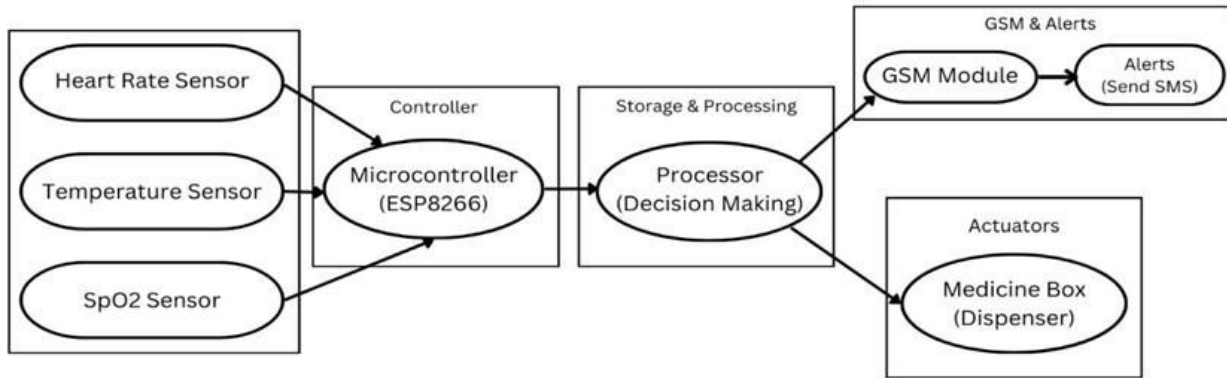 Heart Rate Sensor
Temperature Sensor
SpO2 Sensor
Controller
Microcontroller
(ESP8266)
Storage & Processing
Processor
(Decision Making)
GSM & Alerts
GSM Module
Alerts
(Send SMS)
Actuators
Medicine Box
(Dispenser)